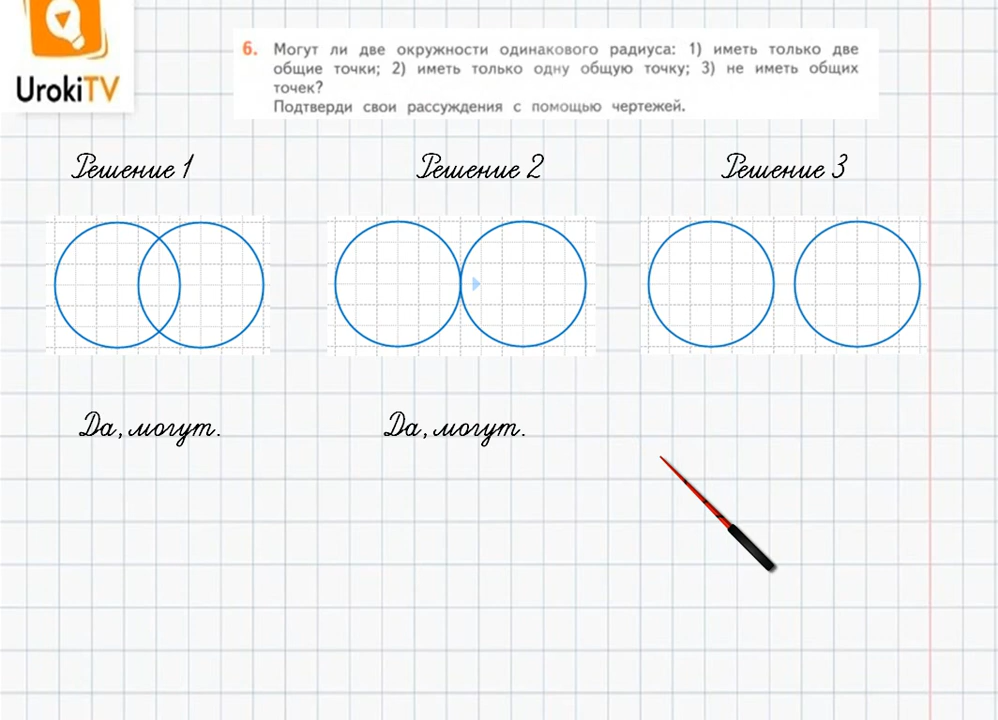 UrokiTV
6. Могут ли две окружности одинакового радиуса: 1) иметь только две
общие точки; 2) иметь только одну общую точку; 3) не иметь общих
точек?
Подтверди свои рассуждения с помощью чертежей.
Решение 1
Решение 2
Решение 3
Да, могут.
Да, могут.